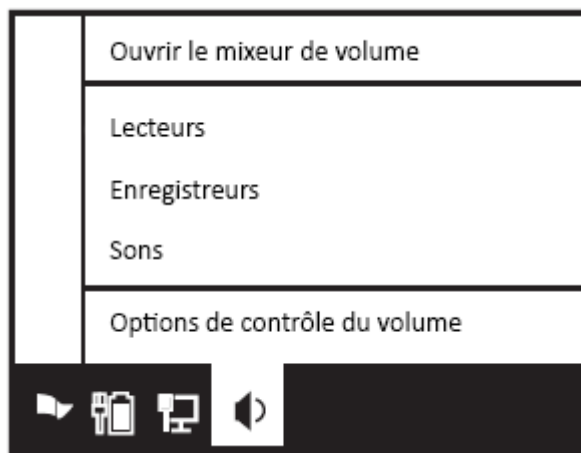 Ouvrir le mixeur de volume
Lecteurs
Enregistreurs
Sons
Options de contrôle du volume